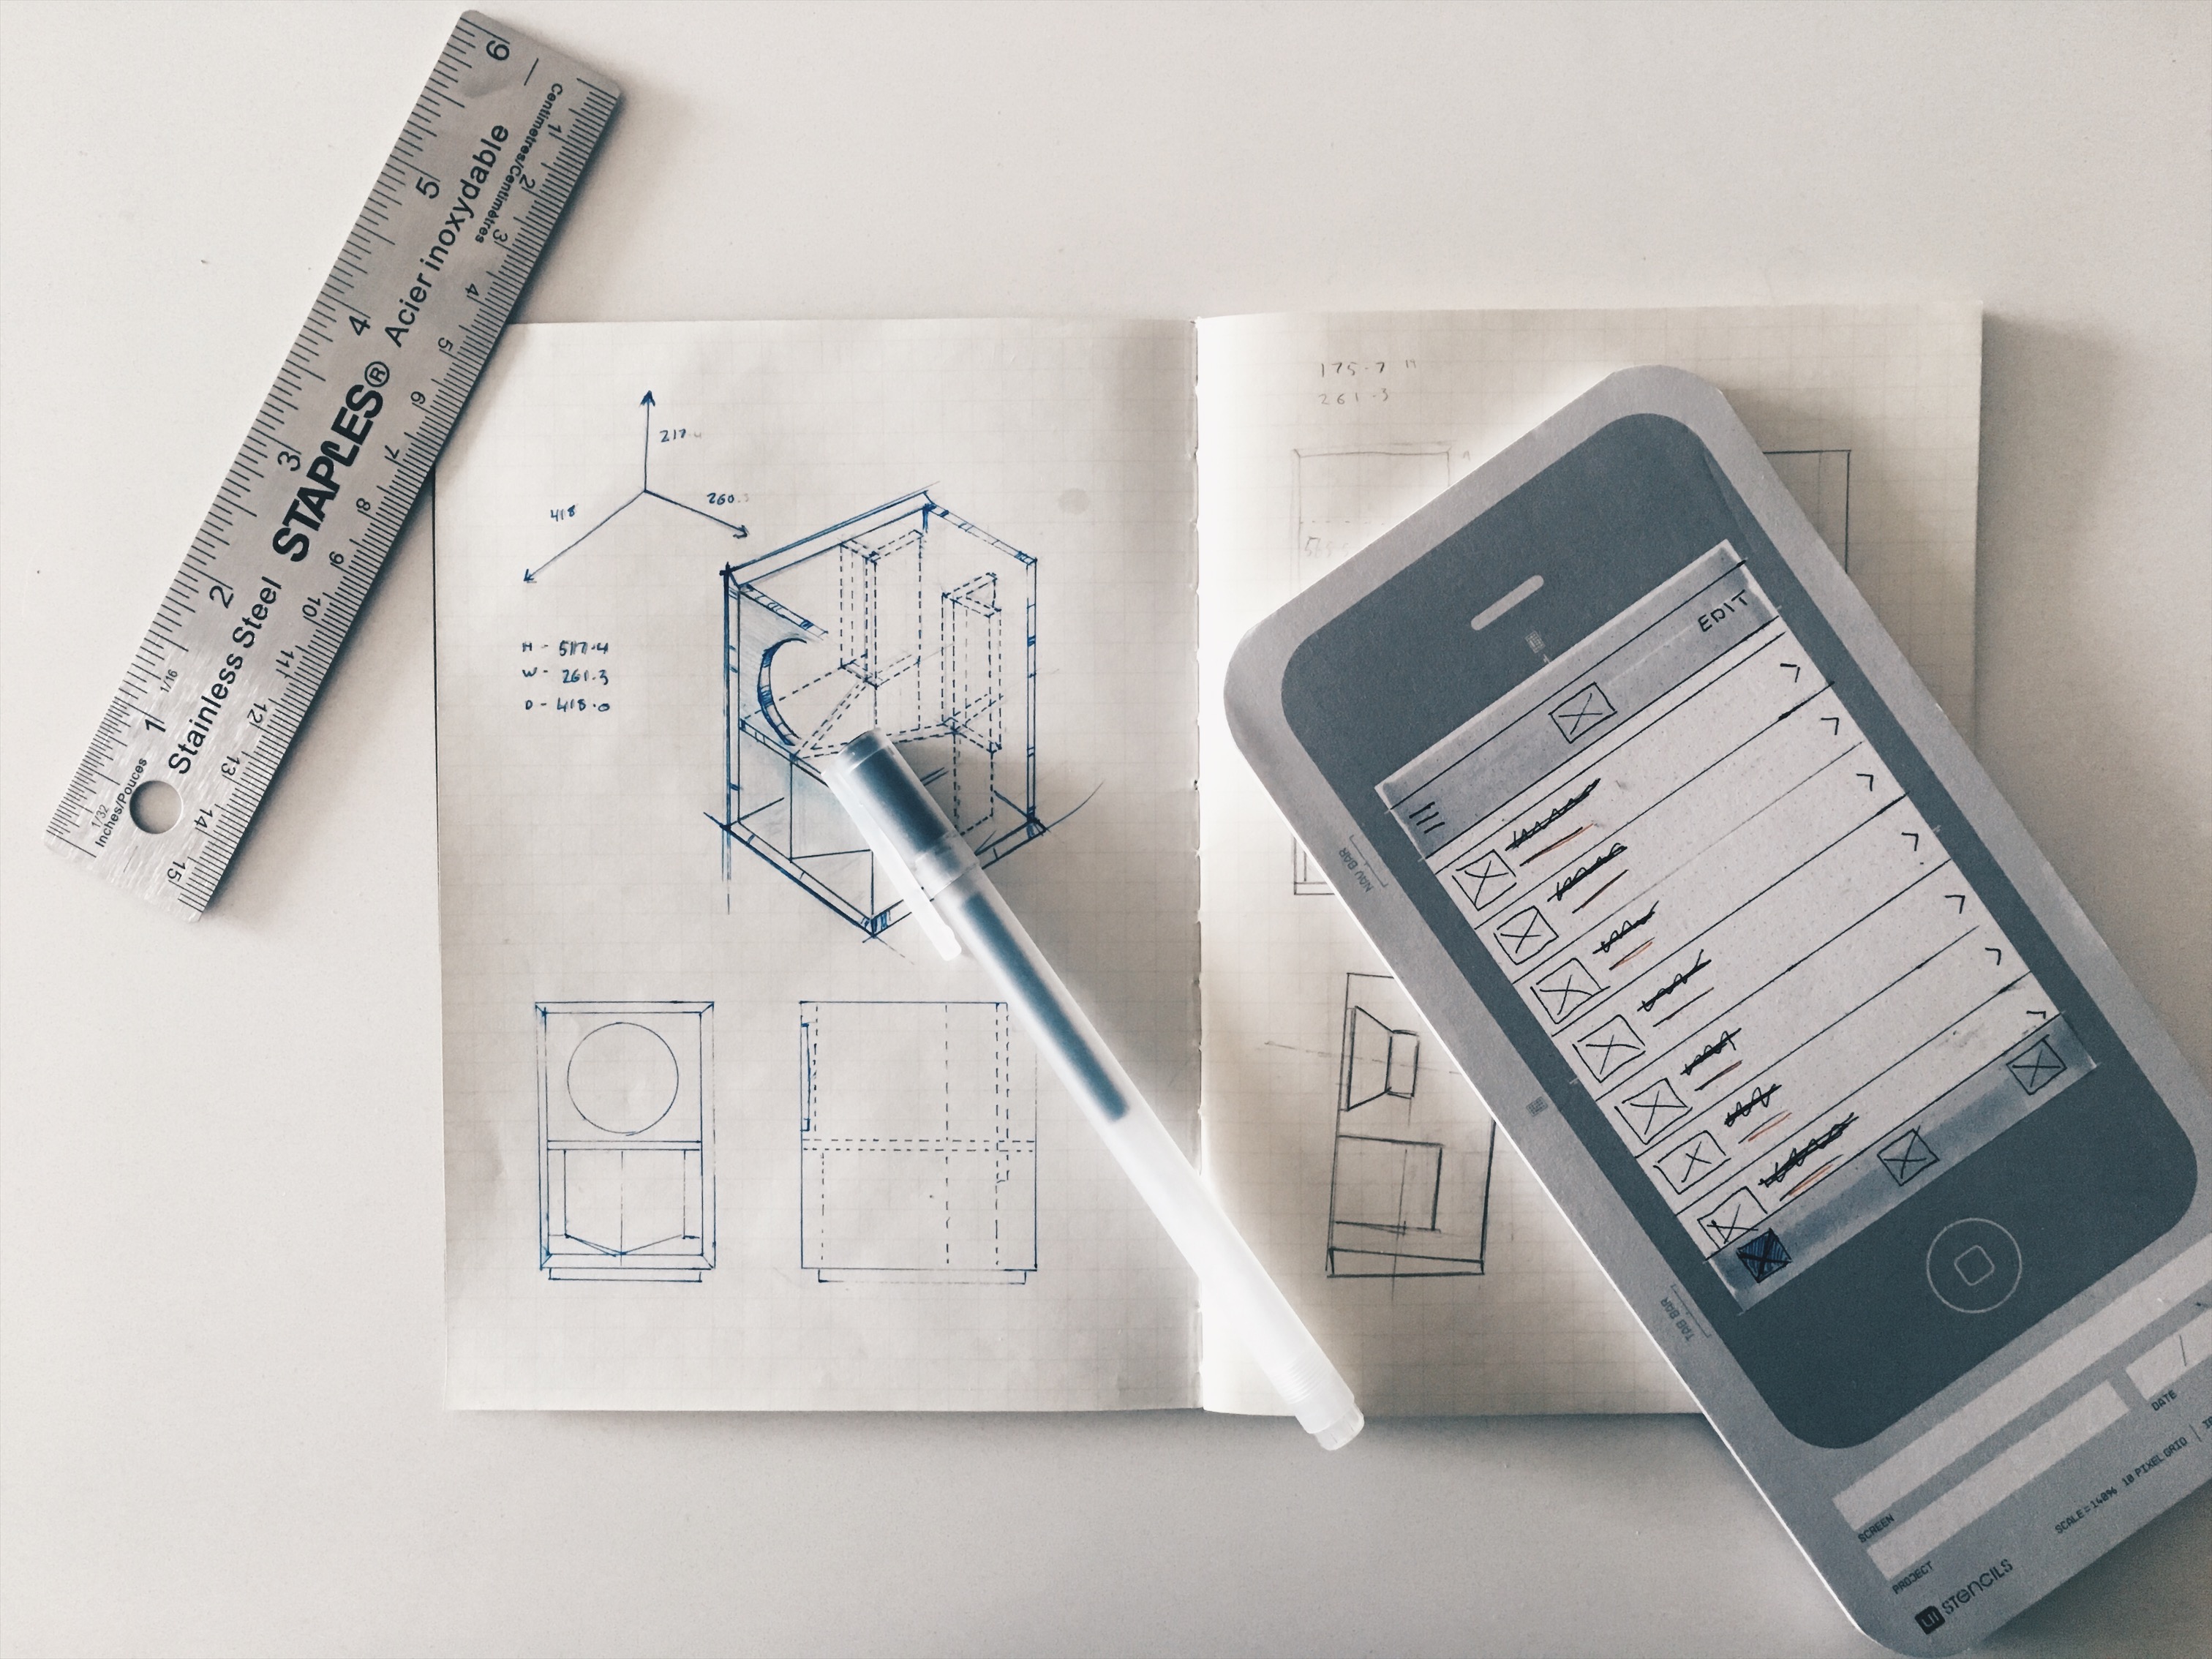 6
5
4
3
2
1
Centimetres/Centimètres
1 2 3 4 5 6 7 8 9 10 11 12 13 14 15
Stainless Steel STAPLES® Acier inoxydable
1/16
1/32
Inches/Pouces
418
260.3
H - 517.4
W - 261.3
D - 418.0
175-7
261-3
EDIT
NAV BAR
TAB BAR
SCREEN
DATE
PROJECT
SCALE=140% 10 PIXEL GRID
UI STENCILS